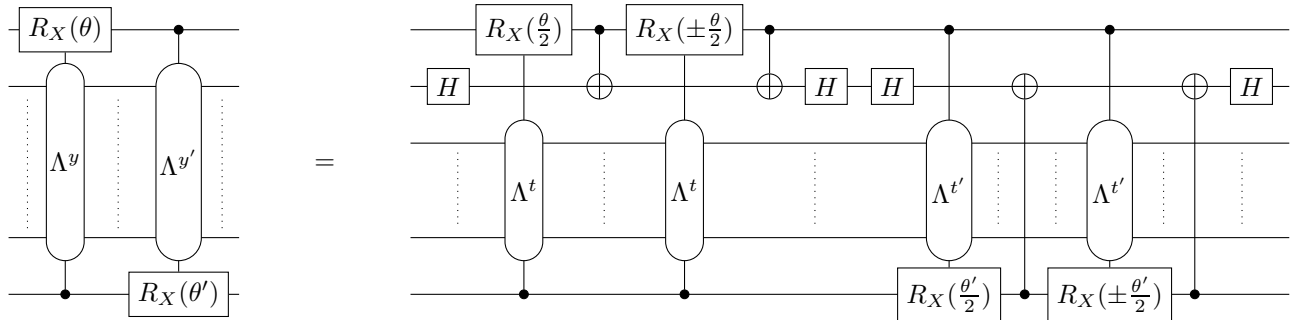 R_X(θ) R_X(θ/2) R_X(±θ/2)
H H H H
Λ^y Λ^{y'} = Λ^t Λ^t Λ^{t'} Λ^{t'}
R_X(θ') R_X(θ'/2) R_X(±θ'/2)